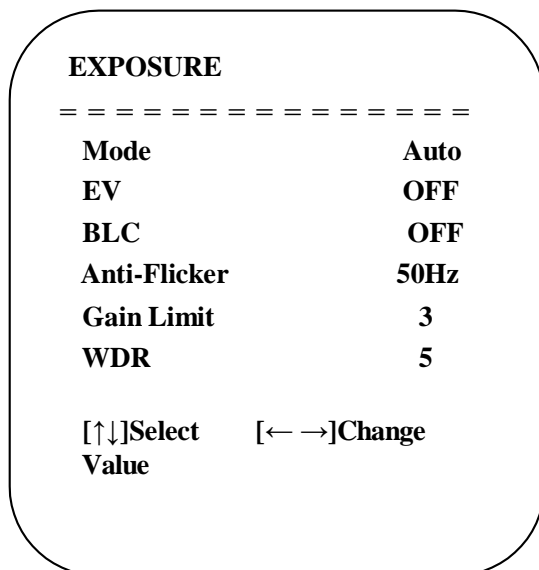 EXPOSURE
= = = = = = = = = = = = = = =
Mode Auto
EV OFF
BLC OFF
Anti-Flicker 50Hz
Gain Limit 3
WDR 5
[↑↓]Select [← →]Change
Value